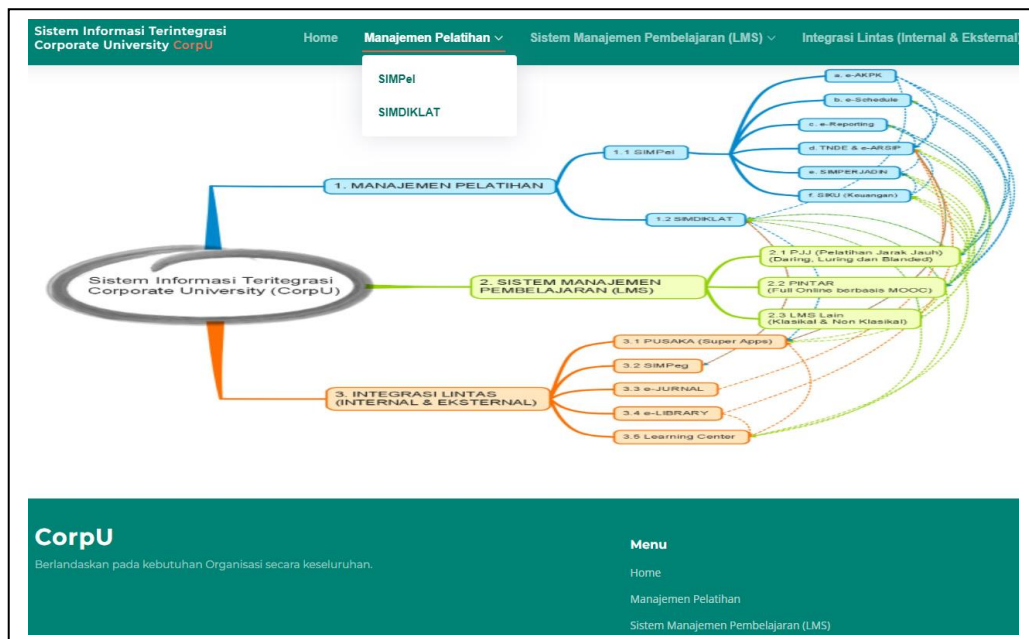 Sistem Informasi Terintegrasi
Corporate University CorpU
Home
Manajemen Pelatihan
Sistem Manajemen Pembelajaran (LMS)
Integrasi Lintas (Internal & Eksternal)
SIMPel
SIMDIKLAT
Sistem Informasi Teritegrasi
Corporate University (CorpU)
1. MANAJEMEN PELATIHAN
1.1 SIMPel
a. e-AKPK
b. e-Schedule
c. e-Reporting
d. TNDE & e-ARSIP
e. SIMPERJADIN
f. SIKU (Keuangan)
1.2 SIMDIKLAT
2. SISTEM MANAJEMEN
PEMBELAJARAN (LMS)
2.1 PJJ (Pelatihan Jarak Jauh)
(Daring, Luring dan Blanded)
2.2 PINTAR
(Full Online berbasis MOOC)
2.3 LMS Lain
(Klasikal & Non Klasikal)
3. INTEGRASI LINTAS
(INTERNAL & EKSTERNAL)
3.1 PUSAKA (Super Apps)
3.2 SIMPeg
3.3 e-JURNAL
3.4 e-LIBRARY
3.5 Learning Center
CorpU
Berlandaskan pada kebutuhan Organisasi secara keseluruhan.
Menu
Home
Manajemen Pelatihan
Sistem Manajemen Pembelajaran (LMS)